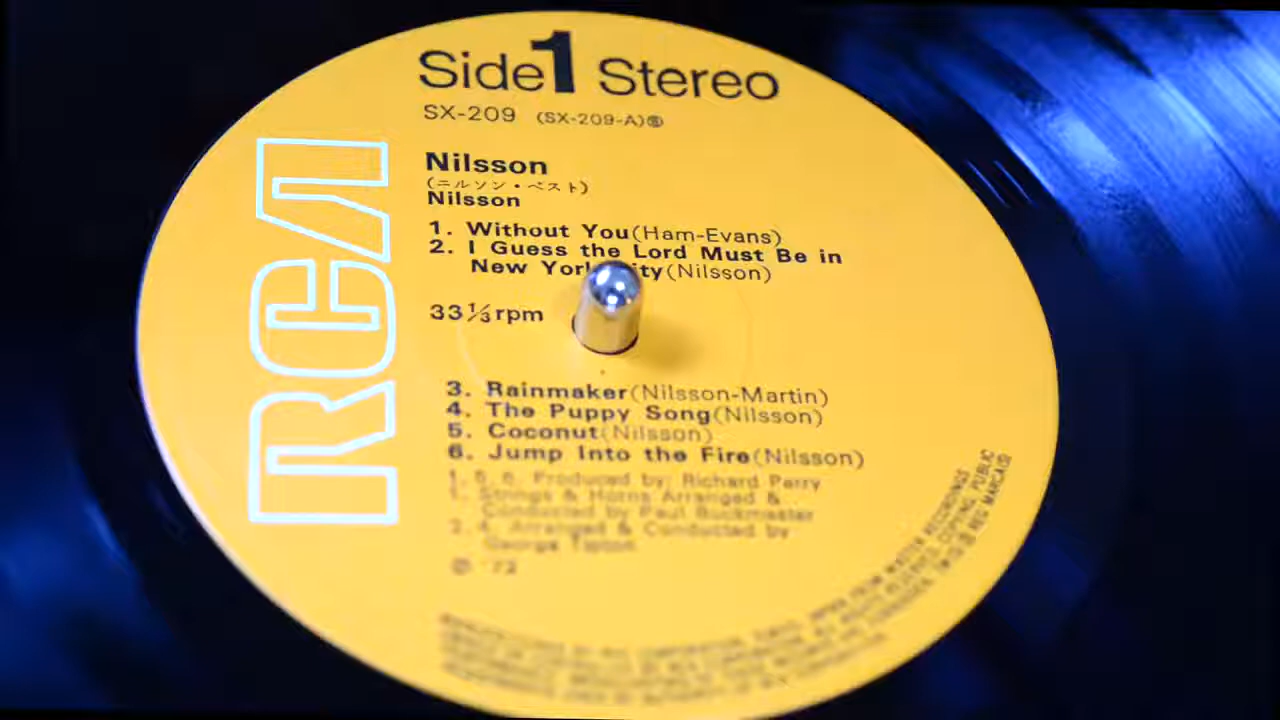 Side 1 Stereo
SX-209 (SX-209-A)
Nilsson
(ニルソン・ベスト)
Nilsson
1. Without You(Ham-Evans)
2. I Guess the Lord Must Be in
New York ity(Nilsson)
33⅓rpm
3. Rainmaker(Nilsson-Martin)
4. The Puppy Song(Nilsson)
5. Coconut(Nilsson)
6. Jump Into the Fire(Nilsson)
1. 5. 6. Produced by: Richard Perry
1. Strings & Horns Arranged &
Conducted by Paul Buckmaster
2. 4. Arranged & Conducted by
George Tipton
℗ '72
RCA